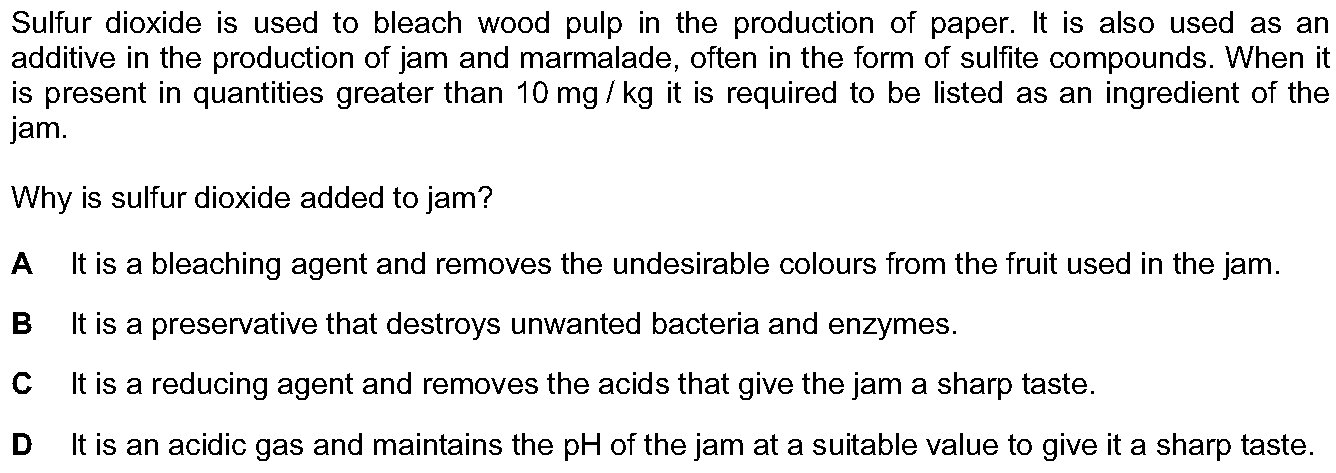 Sulfur dioxide is used to bleach wood pulp in the production of paper. It is also used as an
additive in the production of jam and marmalade, often in the form of sulfite compounds. When it
is present in quantities greater than 10 mg / kg it is required to be listed as an ingredient of the
jam.
Why is sulfur dioxide added to jam?
A It is a bleaching agent and removes the undesirable colours from the fruit used in the jam.
B It is a preservative that destroys unwanted bacteria and enzymes.
C It is a reducing agent and removes the acids that give the jam a sharp taste.
D It is an acidic gas and maintains the pH of the jam at a suitable value to give it a sharp taste.